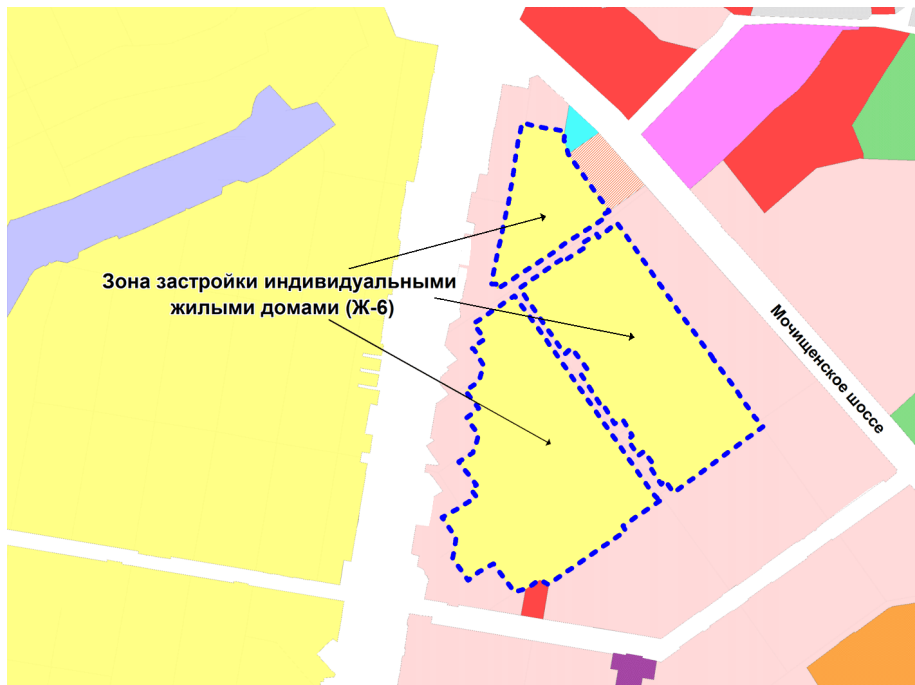 Зона застройки индивидуальными
жилыми домами (Ж-6)
Мочищенское шоссе